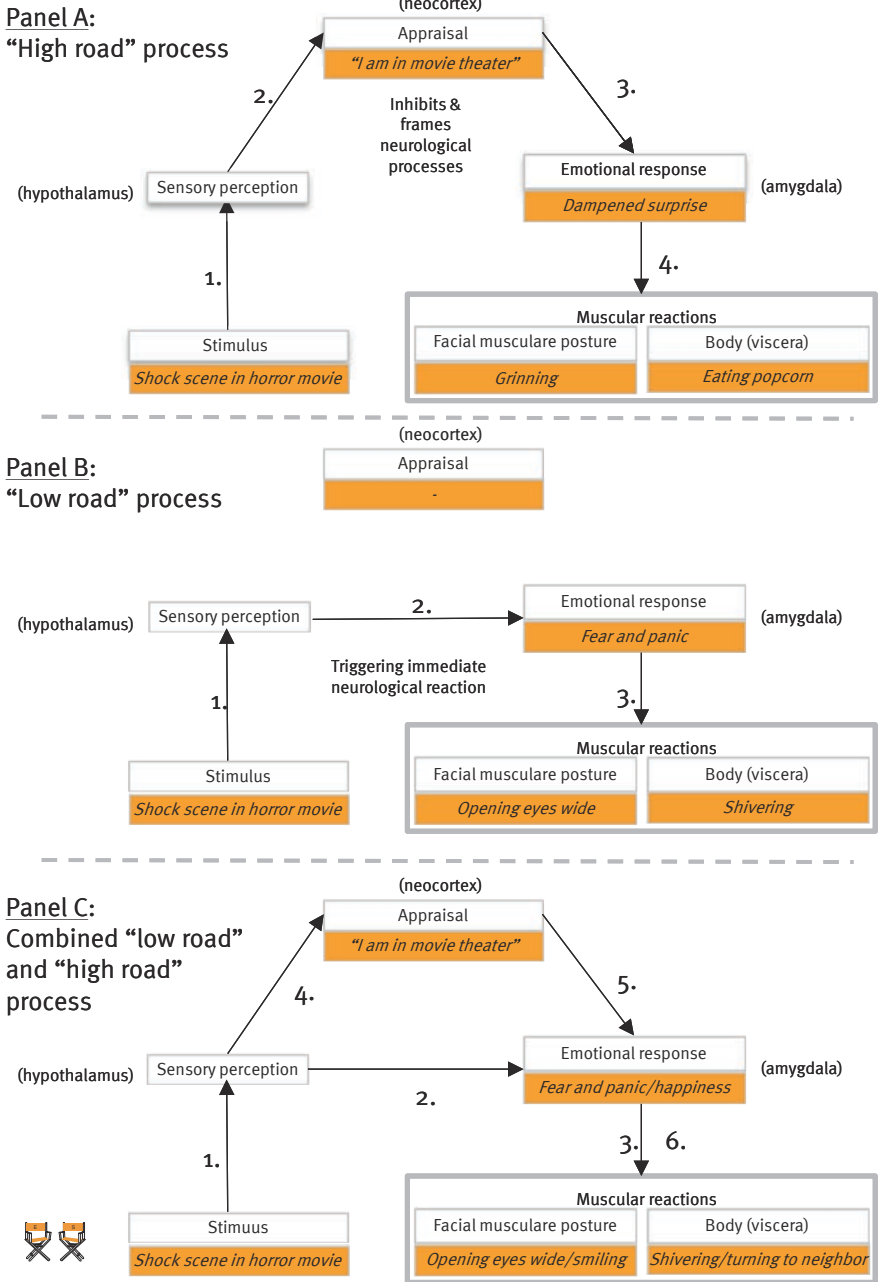 (neocortex)
Panel A:
“High road” process
Appraisal
“I am in movie theater”
2.
3.
Inhibits &
frames
neurological
processes
Emotional response
(hypothalamus)
Sensory perception
(amygdala)
Dampened surprise
1.
4.
Muscular reactions
Stimulus
Facial musculare posture
Body (viscera)
Shock scene in horror movie
Grinning
Eating popcorn
(neocortex)
Panel B:
“Low road” process
Appraisal
-
2.
Emotional response
(hypothalamus)
Sensory perception
(amygdala)
Fear and panic
Triggering immediate
neurological reaction
1.
3.
Muscular reactions
Stimulus
Facial musculare posture
Body (viscera)
Shock scene in horror movie
Opening eyes wide
Shivering
(neocortex)
Panel C:
Combined “low road”
and “high road”
process
Appraisal
“I am in movie theater”
4.
5.
Emotional response
(hypothalamus)
Sensory perception
(amygdala)
Fear and panic/happiness
2.
1.
3.
6.
Muscular reactions
Stimuus
Facial musculare posture
Body (viscera)
Shock scene in horror movie
Opening eyes wide/smiling
Shivering/turning to neighbor